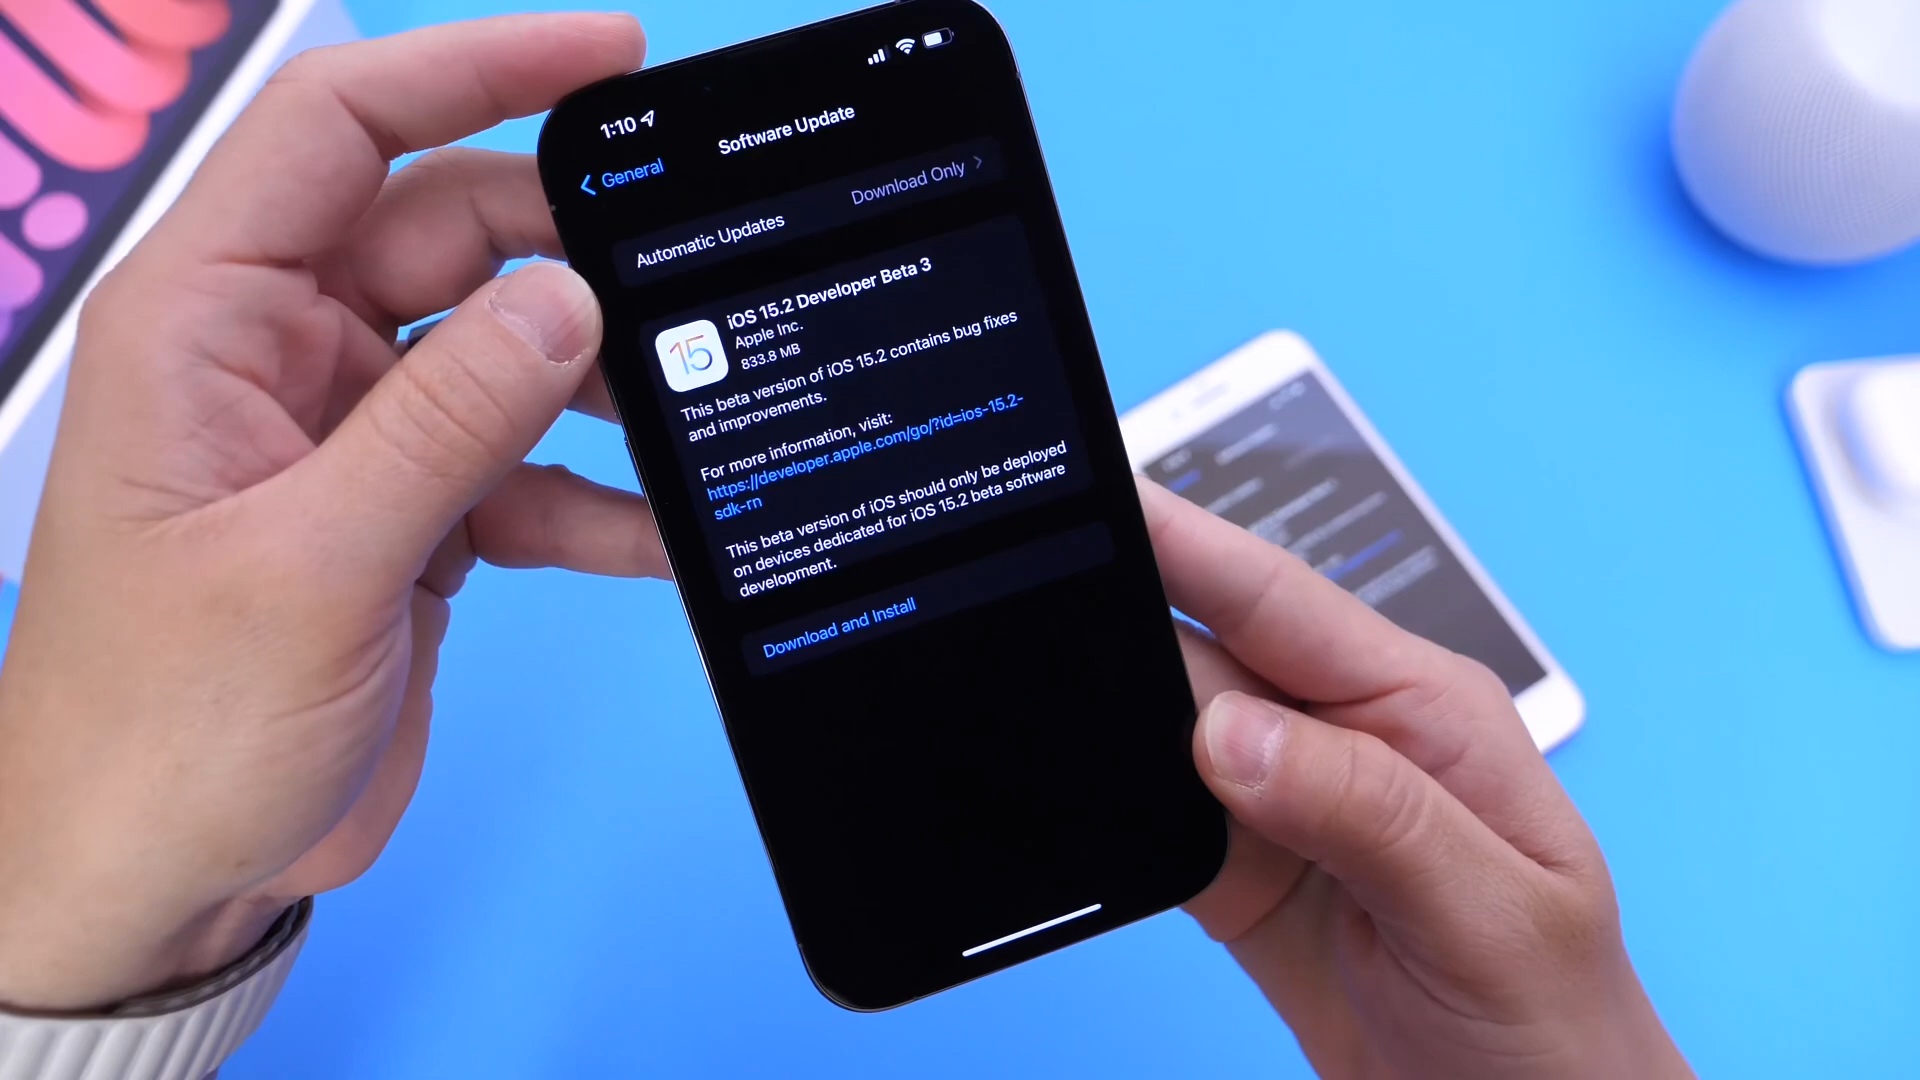 1:10
General
Software Update
Automatic Updates
Download Only
15
iOS 15.2 Developer Beta 3
Apple Inc.
833.8 MB
This beta version of iOS 15.2 contains bug fixes
and improvements.
For more information, visit:
https://developer.apple.com/go/?id=ios-15.2-
sdk-rn
This beta version of iOS should only be deployed
on devices dedicated for iOS 15.2 beta software
development.
Download and Install